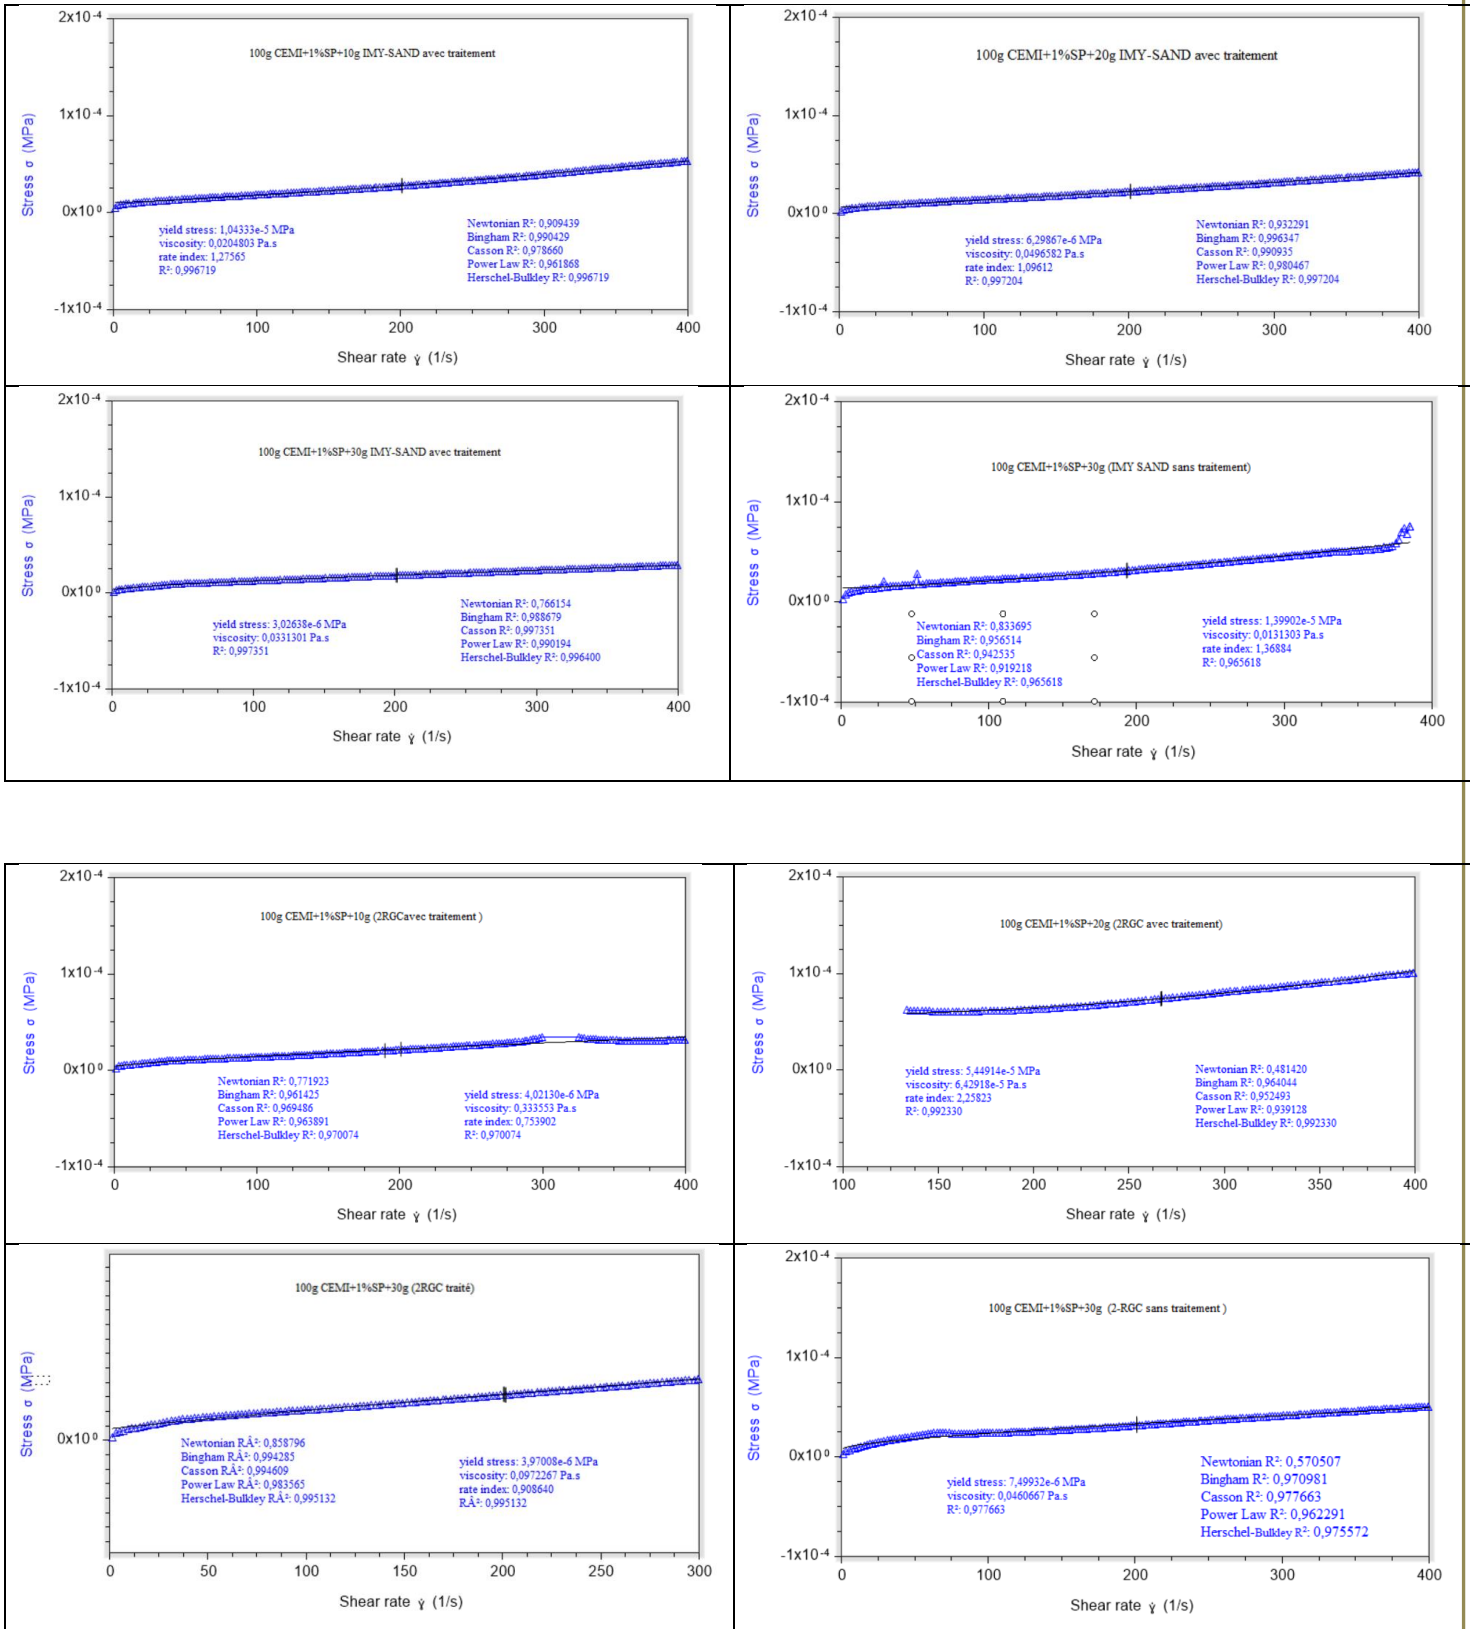 2x10⁻⁴
1x10⁻⁴
0x10⁰
-1x10⁻⁴
Stress σ (MPa)
100g CEMI+1%SP+10g IMY-SAND avec traitement
yield stress: 1,04333e-5 MPa
viscosity: 0,0204803 Pa.s
rate index: 1,27565
R²: 0,996719
Newtonian R²: 0,909439
Bingham R²: 0,990429
Casson R²: 0,978660
Power Law R²: 0,961868
Herschel-Bulkley R²: 0,996719
0 100 200 300 400
Shear rate γ̇ (1/s)
2x10⁻⁴
1x10⁻⁴
0x10⁰
-1x10⁻⁴
Stress σ (MPa)
100g CEMI+1%SP+20g IMY-SAND avec traitement
yield stress: 6,29867e-6 MPa
viscosity: 0,0496582 Pa.s
rate index: 1,09612
R²: 0,997204
Newtonian R²: 0,932291
Bingham R²: 0,996347
Casson R²: 0,990935
Power Law R²: 0,980467
Herschel-Bulkley R²: 0,997204
0 100 200 300 400
Shear rate γ̇ (1/s)
2x10⁻⁴
1x10⁻⁴
0x10⁰
-1x10⁻⁴
Stress σ (MPa)
100g CEMI+1%SP+30g IMY-SAND avec traitement
yield stress: 3,02638e-6 MPa
viscosity: 0,0331301 Pa.s
R²: 0,997351
Newtonian R²: 0,766154
Bingham R²: 0,988679
Casson R²: 0,997351
Power Law R²: 0,990194
Herschel-Bulkley R²: 0,996400
0 100 200 300 400
Shear rate γ̇ (1/s)
2x10⁻⁴
1x10⁻⁴
0x10⁰
-1x10⁻⁴
Stress σ (MPa)
100g CEMI+1%SP+30g (IMY SAND sans traitement)
Newtonian R²: 0,833695
Bingham R²: 0,956514
Casson R²: 0,942535
Power Law R²: 0,919218
Herschel-Bulkley R²: 0,965618
yield stress: 1,39902e-5 MPa
viscosity: 0,0131303 Pa.s
rate index: 1,36884
R²: 0,965618
0 100 200 300 400
Shear rate γ̇ (1/s)
2x10⁻⁴
1x10⁻⁴
0x10⁰
-1x10⁻⁴
Stress σ (MPa)
100g CEMI+1%SP+10g (2RGCavec traitement )
Newtonian R²: 0,771923
Bingham R²: 0,961425
Casson R²: 0,969486
Power Law R²: 0,963891
Herschel-Bulkley R²: 0,970074
yield stress: 4,02130e-6 MPa
viscosity: 0,333553 Pa.s
rate index: 0,753902
R²: 0,970074
0 100 200 300 400
Shear rate γ̇ (1/s)
2x10⁻⁴
1x10⁻⁴
0x10⁰
-1x10⁻⁴
Stress σ (MPa)
100g CEMI+1%SP+20g (2RGC avec traitement)
yield stress: 5,44914e-5 MPa
viscosity: 6,42918e-5 Pa.s
rate index: 2,25823
R²: 0,992330
Newtonian R²: 0,481420
Bingham R²: 0,964044
Casson R²: 0,952493
Power Law R²: 0,939128
Herschel-Bulkley R²: 0,992330
100 150 200 250 300 350 400
Shear rate γ̇ (1/s)
0x10⁰
Stress σ (MPa)
100g CEMI+1%SP+30g (2RGC traité)
Newtonian RÂ²: 0,858796
Bingham RÂ²: 0,994285
Casson RÂ²: 0,994609
Power Law RÂ²: 0,983565
Herschel-Bulkley RÂ²: 0,995132
yield stress: 3,97008e-6 MPa
viscosity: 0,0972267 Pa.s
rate index: 0,908640
RÂ²: 0,995132
0 50 100 150 200 250 300
Shear rate γ̇ (1/s)
2x10⁻⁴
1x10⁻⁴
0x10⁰
-1x10⁻⁴
Stress σ (MPa)
100g CEMI+1%SP+30g (2-RGC sans traitement )
yield stress: 7,49932e-6 MPa
viscosity: 0,0460667 Pa.s
R²: 0,977663
Newtonian R²: 0,570507
Bingham R²: 0,970981
Casson R²: 0,977663
Power Law R²: 0,962291
Herschel-Bulkley R²: 0,975572
0 100 200 300 400
Shear rate γ̇ (1/s)